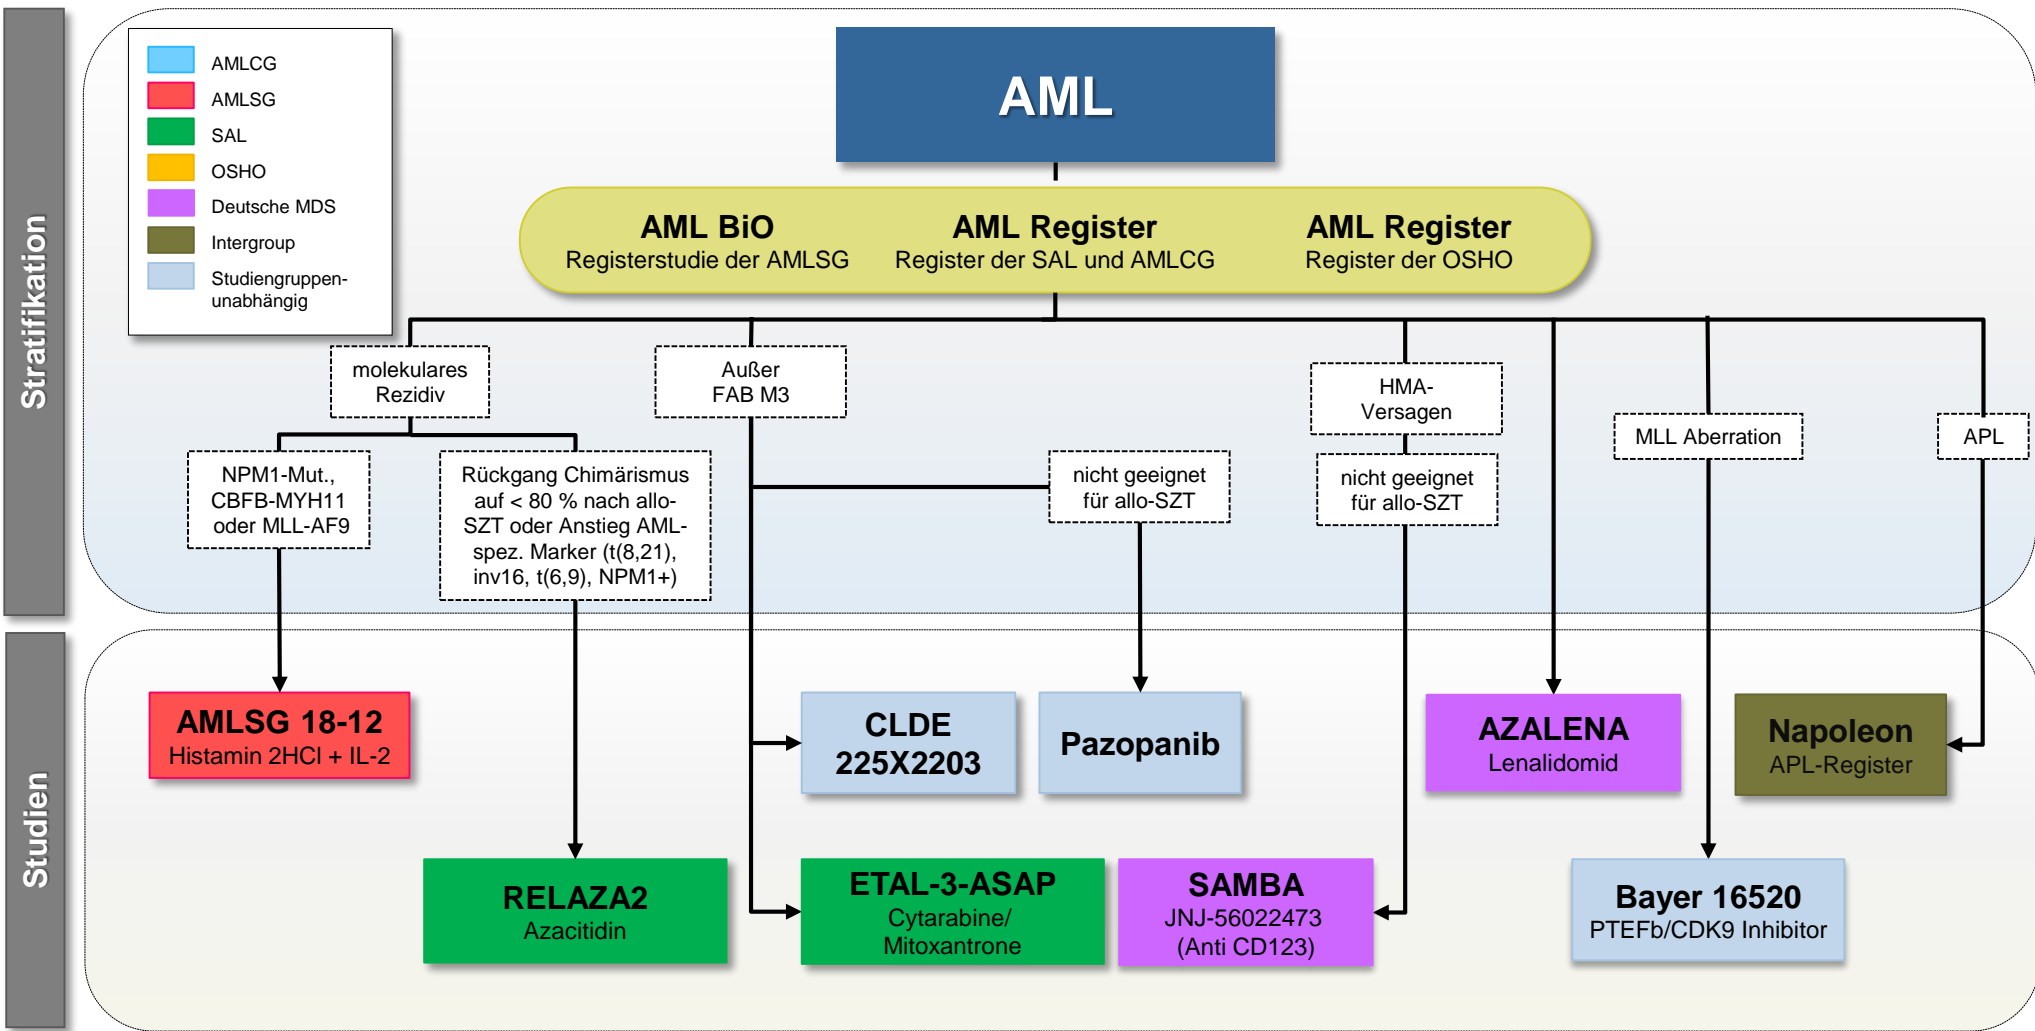 Stratifikation
Studien
AMLCG
AMLSG
SAL
OSHO
Deutsche MDS
Intergroup
Studiengruppen-
unabhängig
AML
AML BiO
Registerstudie der AMLSG
AML Register
Register der SAL und AMLCG
AML Register
Register der OSHO
molekulares
Rezidiv
Außer
FAB M3
HMA-
Versagen
MLL Aberration
APL
NPM1-Mut.,
CBFB-MYH11
oder MLL-AF9
Rückgang Chimärismus
auf < 80 % nach allo-
SZT oder Anstieg AML-
spez. Marker (t(8,21),
inv16, t(6,9), NPM1+)
nicht geeignet
für allo-SZT
nicht geeignet
für allo-SZT
AMLSG 18-12
Histamin 2HCl + IL-2
CLDE
225X2203
Pazopanib
AZALENA
Lenalidomid
Napoleon
APL-Register
RELAZA2
Azacitidin
ETAL-3-ASAP
Cytarabine/
Mitoxantrone
SAMBA
JNJ-56022473
(Anti CD123)
Bayer 16520
PTEFb/CDK9 Inhibitor